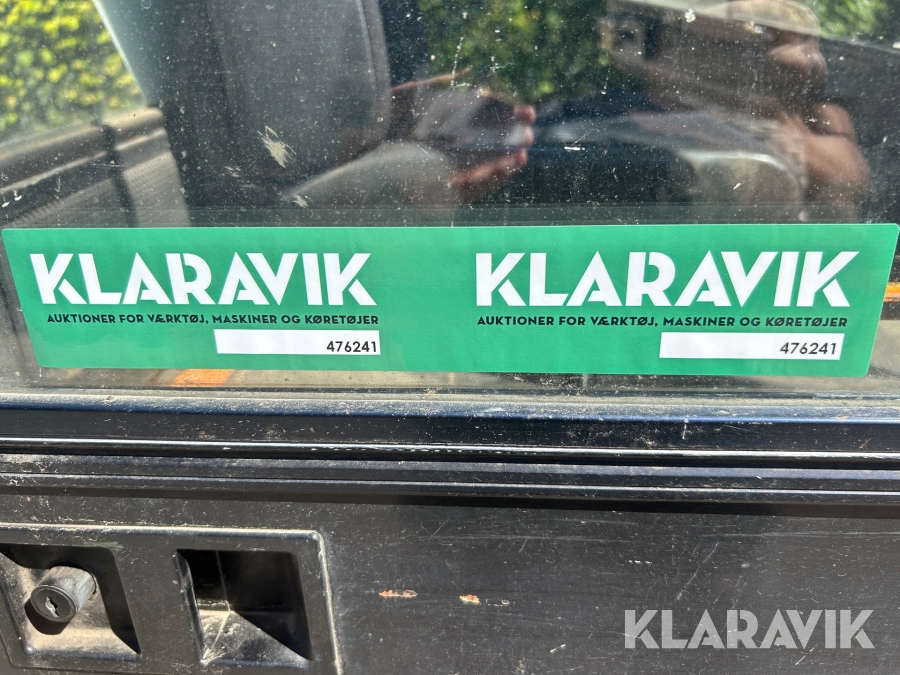 KLARAVIK
AUKTIONER FOR VÆRKTØJ, MASKINER OG KØRETØJER
476241
KLARAVIK
AUKTIONER FOR VÆRKTØJ, MASKINER OG KØRETØJER
476241
KLARAVIK